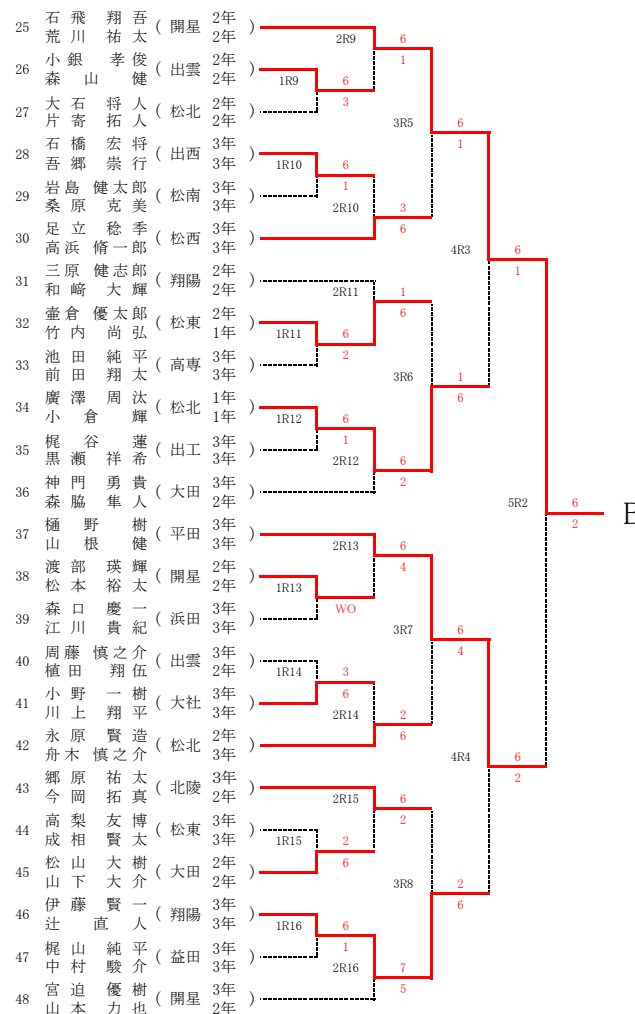 25 石飛 翔吾 荒川 祐太 (開星 2年 2年)
26 小銀 孝俊 森山 健 (出雲 2年 2年)
27 大石 将人 片寄 拓人 (松北 2年 2年)
28 石橋 宏将 吾郷 崇行 (出西 3年 3年)
29 岩島 健太郎 桑原 克美 (松南 3年 3年)
30 足立 稔季 高浜 脩一郎 (松西 3年 3年)
31 三原 健志郎 和﨑 大輝 (翔陽 2年 2年)
32 壷倉 優太郎 竹内 尚弘 (松東 2年 1年)
33 池田 純平 前田 翔太 (高専 3年 3年)
34 廣澤 周汰 小倉 輝 (松北 1年 1年)
35 梶谷 蓮 黒瀬 祥希 (出工 3年 3年)
36 神門 勇貴 森脇 隼人 (大田 3年 2年)
37 樋野 樹 山根 健 (平田 3年 3年)
38 渡部 瑛輝 松本 裕太 (開星 2年 2年)
39 森口 慶一 江川 貴紀 (浜田 3年 3年)
40 周藤 慎之介 植田 翔伍 (出雲 3年 2年)
41 小野 一樹 川上 翔平 (大社 3年 3年)
42 永原 賢造 舟木 慎之介 (松北 2年 3年)
43 郷原 祐太 今岡 拓真 (北陵 3年 2年)
44 高梨 友博 成相 賢太 (松東 3年 3年)
45 松山 大樹 山下 大介 (大田 2年 2年)
46 伊藤 賢一 辻 直人 (翔陽 3年 3年)
47 梶山 純平 中村 駿介 (益田 3年 3年)
48 宮迫 優樹 山本 力也 (開星 3年 2年)
1R9 6 3
1R10 6 1
1R11 6 2
1R12 6 1
1R13 WO
1R14 3 6
1R15 2 6
1R16 6 1
2R9 6 1
2R10 3 6
2R11 1 6
2R12 6 2
2R13 6 4
2R14 2 6
2R15 6 2
2R16 7 5
3R5 6 1
3R6 1 6
3R7 6 4
3R8 2 6
4R3 6 1
4R4 6 2
5R2 6 2